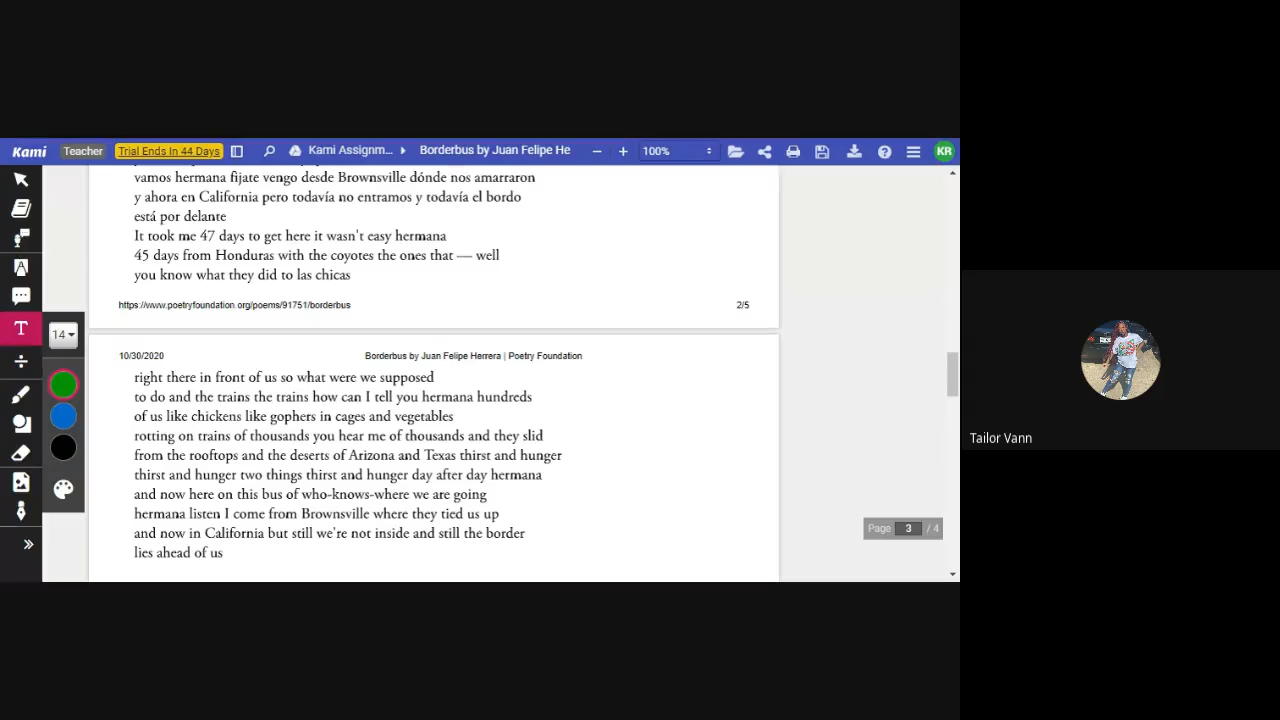 Kami Teacher Trial Ends In 44 Days Kami Assignm... Borderbus by Juan Felipe He 100% KR
vamos hermana fijate vengo desde Brownsville dónde nos amarraron
y ahora en California pero todavía no entramos y todavía el bordo
está por delante
It took me 47 days to get here it wasn't easy hermana
45 days from Honduras with the coyotes the ones that — well
you know what they did to las chicas
https://www.poetryfoundation.org/poems/91751/borderbus 2/5
14
10/30/2020 Borderbus by Juan Felipe Herrera | Poetry Foundation
right there in front of us so what were we supposed
to do and the trains the trains how can I tell you hermana hundreds
of us like chickens like gophers in cages and vegetables
rotting on trains of thousands you hear me of thousands and they slid
from the rooftops and the deserts of Arizona and Texas thirst and hunger
thirst and hunger two things thirst and hunger day after day hermana
and now here on this bus of who-knows-where we are going
hermana listen I come from Brownsville where they tied us up
and now in California but still we're not inside and still the border
lies ahead of us
Page 3 / 4
Tailor Vann